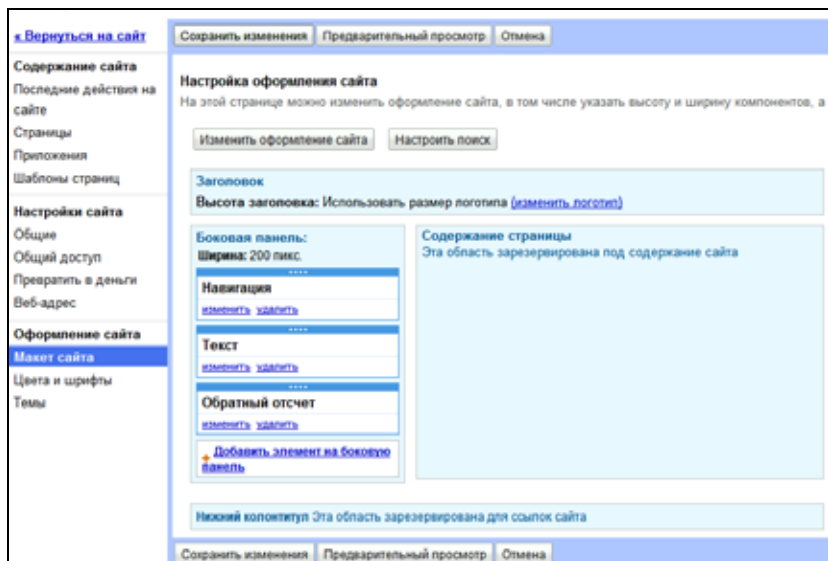 « Вернуться на сайт
Содержание сайта
Последние действия на
сайте
Страницы
Приложения
Шаблоны страниц
Настройки сайта
Общие
Общий доступ
Превратить в деньги
Веб-адрес
Оформление сайта
Макет сайта
Цвета и шрифты
Темы
Сохранить изменения Предварительный просмотр Отмена
Настройка оформления сайта
На этой странице можно изменить оформление сайта, в том числе указать высоту и ширину компонентов, а
Изменить оформление сайта Настроить поиск
Заголовок
Высота заголовка: Использовать размер логотипа (изменить логотип)
Боковая панель:
Ширина: 200 пикс.
Навигация
изменить удалить
Текст
изменить удалить
Обратный отсчет
изменить удалить
Добавить элемент на боковую
панель
Содержание страницы
Эта область зарезервирована под содержание сайта
Нижний колонтитул Эта область зарезервирована для ссылок сайта
Сохранить изменения Предварительный просмотр Отмена